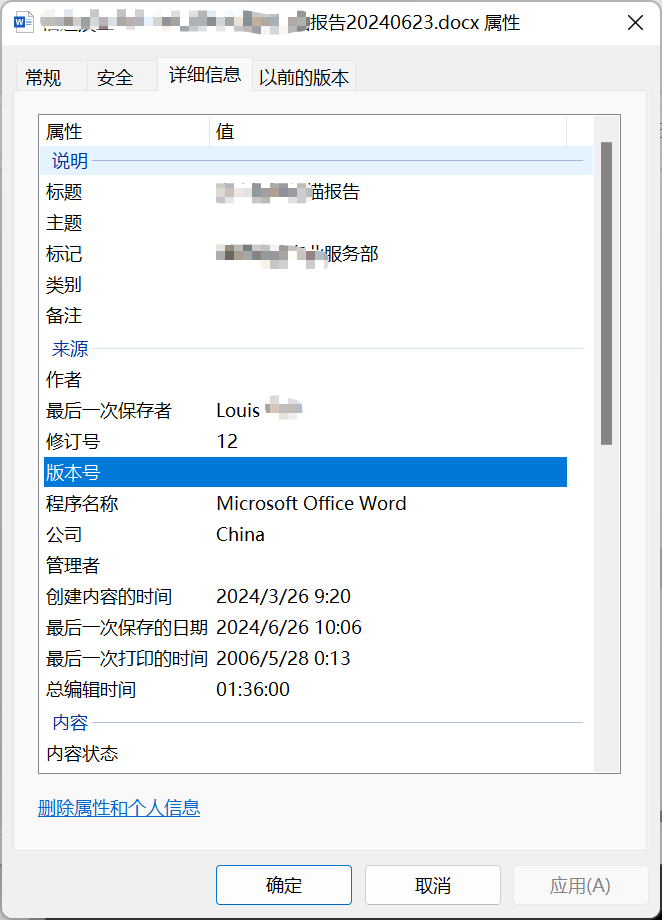 报告20240623.docx 属性
常规 安全 详细信息 以前的版本
属性 值
说明
标题 描报告
主题
标记 业服务部
类别
备注
来源
作者
最后一次保存者 Louis
修订号 12
版本号
程序名称 Microsoft Office Word
公司 China
管理者
创建内容的时间 2024/3/26 9:20
最后一次保存的日期 2024/6/26 10:06
最后一次打印的时间 2006/5/28 0:13
总编辑时间 01:36:00
内容
内容状态
删除属性和个人信息
确定 取消 应用(A)